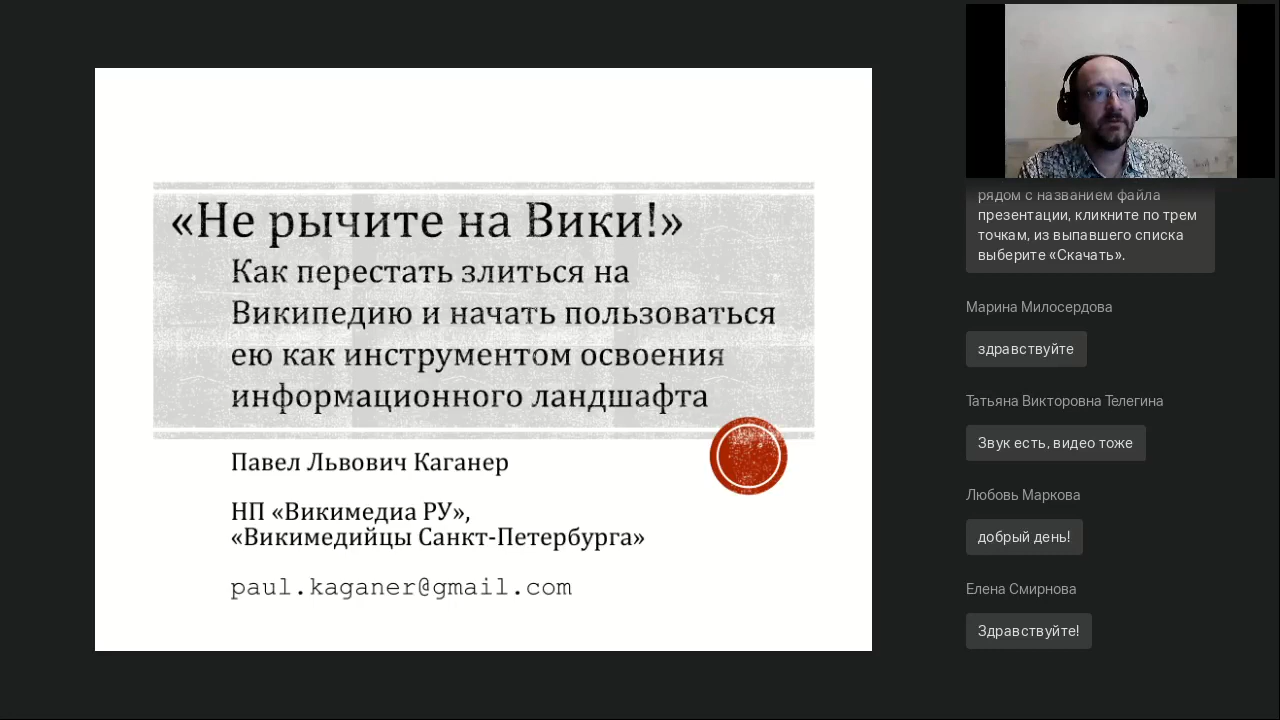 «Не рычите на Вики!»
Как перестать злиться на
Википедию и начать пользоваться
ею как инструментом освоения
информационного ландшафта
Павел Львович Каганер
НП «Викимедиа РУ»,
«Викимедийцы Санкт-Петербурга»
paul.kaganer@gmail.com
рядом с названием файла
презентации, кликните по трем
точкам, из выпавшего списка
выберите «Скачать».
Марина Милосердова
здравствуйте
Татьяна Викторовна Телегина
Звук есть, видео тоже
Любовь Маркова
добрый день!
Елена Смирнова
Здравствуйте!